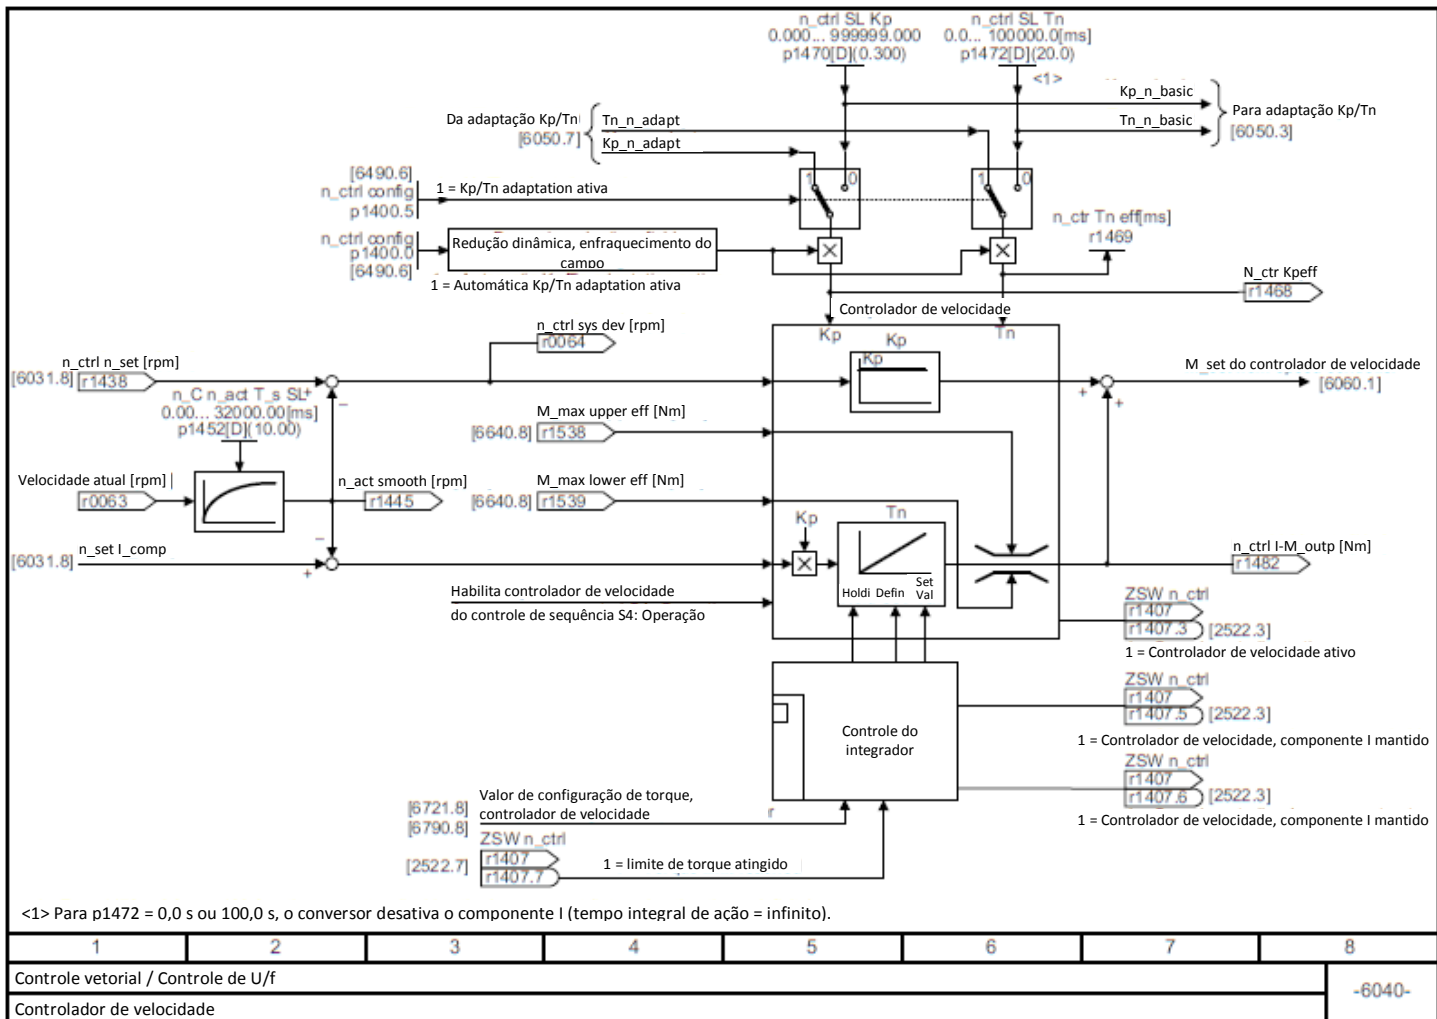 n_ctrl SL Kp
0.000... 999999.000
p1470[D](0.300)
n_ctrl SL Tn
0.0... 100000.0[ms]
p1472[D](20.0)
<1>
Kp_n_basic
Tn_n_basic
Para adaptação Kp/Tn
[6050.3]
Da adaptação Kp/Tn
[6050.7]
Tn_n_adapt
Kp_n_adapt
[6490.6]
n_ctrl config
p1400.5
1 = Kp/Tn adaptation ativa
1 0
1 0
n_ctrl config
p1400.0
[6490.6]
Redução dinâmica, enfraquecimento do
campo
1 = Automática Kp/Tn adaptation ativa
n_ctr Tn eff[ms]
r1469
N_ctr Kpeff
r1468
Controlador de velocidade
Kp
Tn
Kp
Kp
n_ctrl sys dev [rpm]
r0064
n_ctrl n_set [rpm]
[6031.8] r1438
n_C n_act T_s SL
0.00... 32000.00[ms]
p1452[D](10.00)
+
−
M_max upper eff [Nm]
[6640.8] r1538
+
+
M_set do controlador de velocidade
[6060.1]
Velocidade atual [rpm]
r0063
n_act smooth [rpm]
r1445
M_max lower eff [Nm]
[6640.8] r1539
Kp
Tn
−
+
n_set I_comp
[6031.8]
Holdi Defin Set
Val
n_ctrl I-M_outp [Nm]
r1482
Habilita controlador de velocidade
do controle de sequência S4: Operação
ZSW n_ctrl
r1407
r1407.3 [2522.3]
1 = Controlador de velocidade ativo
ZSW n_ctrl
r1407
r1407.5 [2522.3]
1 = Controlador de velocidade, componente I mantido
Controle do
integrador
ZSW n_ctrl
r1407
r1407.6 [2522.3]
1 = Controlador de velocidade, componente I mantido
[6721.8]
[6790.8]
Valor de configuração de torque,
controlador de velocidade
r
ZSW n_ctrl
r1407
[2522.7] r1407.7
1 = limite de torque atingido
<1> Para p1472 = 0,0 s ou 100,0 s, o conversor desativa o componente I (tempo integral de ação = infinito).
1 2 3 4 5 6 7 8
Controle vetorial / Controle de U/f
-6040-
Controlador de velocidade